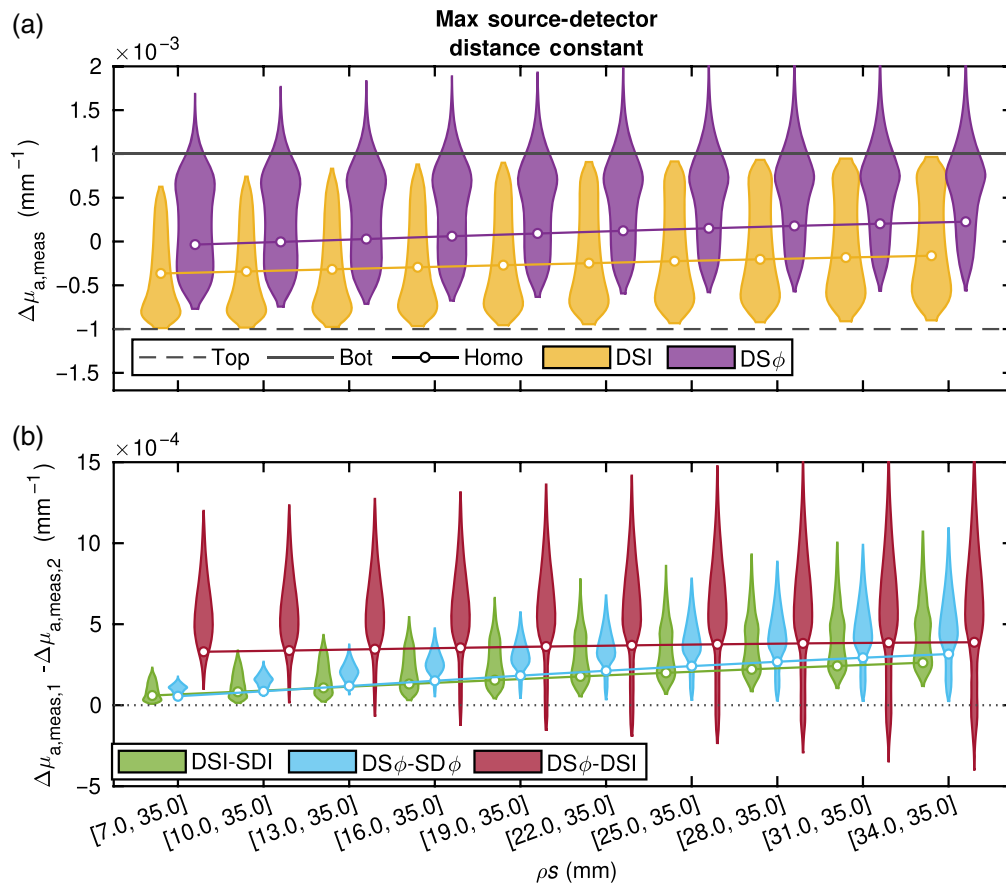 (a)
Max source-detector
distance constant
×10⁻³
2
1.5
1
0.5
0
−0.5
−1
−1.5
Δμa,meas (mm⁻¹)
Top Bot Homo DSI DSϕ
(b)
×10⁻⁴
15
10
5
0
−5
Δμa,meas,1 -Δμa,meas,2 (mm⁻¹)
DSI-SDI DSϕ-SDϕ DSϕ-DSI
[7.0, 35.0]
[10.0, 35.0]
[13.0, 35.0]
[16.0, 35.0]
[19.0, 35.0]
[22.0, 35.0]
[25.0, 35.0]
[28.0, 35.0]
[31.0, 35.0]
[34.0, 35.0]
ρs (mm)